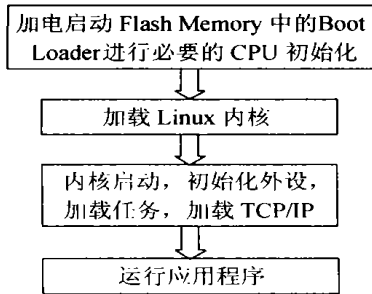 加电启动 Flash Memory 中的Boot
Loader进行必要的 CPU 初始化
加载 Linux 内核
内核启动，初始化外设，
加载任务，加载 TCP/IP
运行应用程序